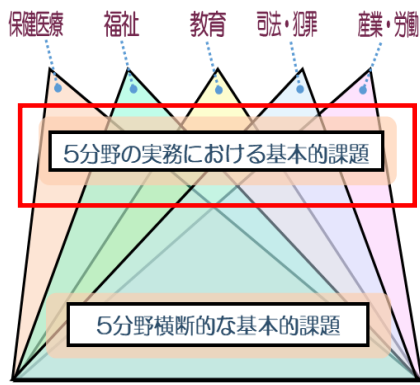 保健医療 福祉 教育 司法・犯罪 産業・労働
5分野の実務における基本的課題
5分野横断的な基本的課題